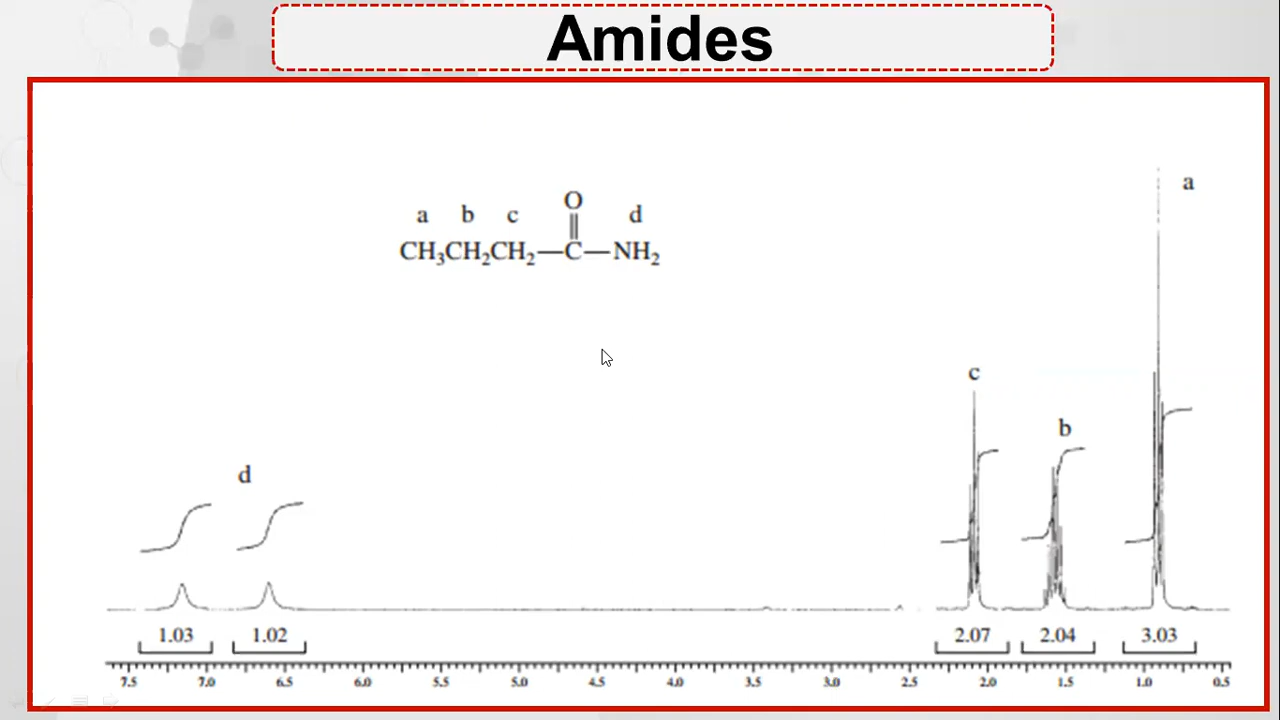 Amides
a
O
a b c d
CH₃CH₂CH₂—C—NH₂
c
b
d
1.03 1.02 2.07 2.04 3.03
7.5 7.0 6.5 6.0 5.5 5.0 4.5 4.0 3.5 3.0 2.5 2.0 1.5 1.0 0.5